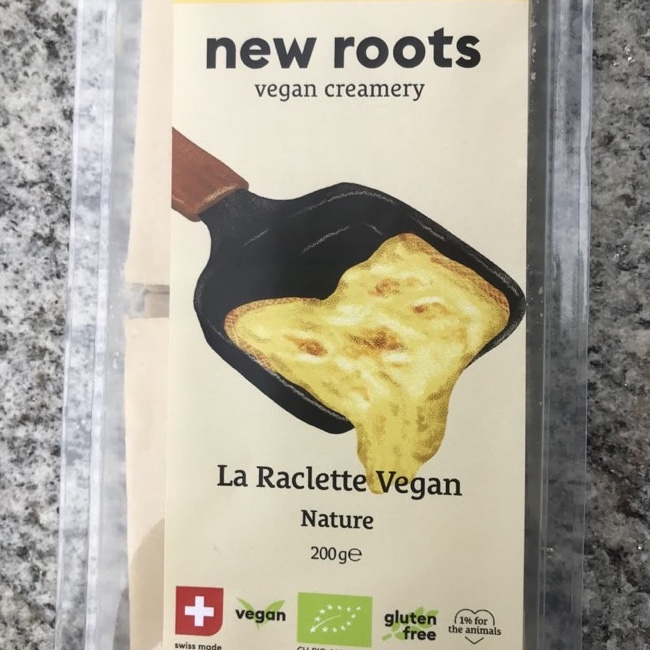 new roots
vegan creamery
La Raclette Vegan
Nature
200g℮
vegan
gluten
free
1% for
the animals
swiss made